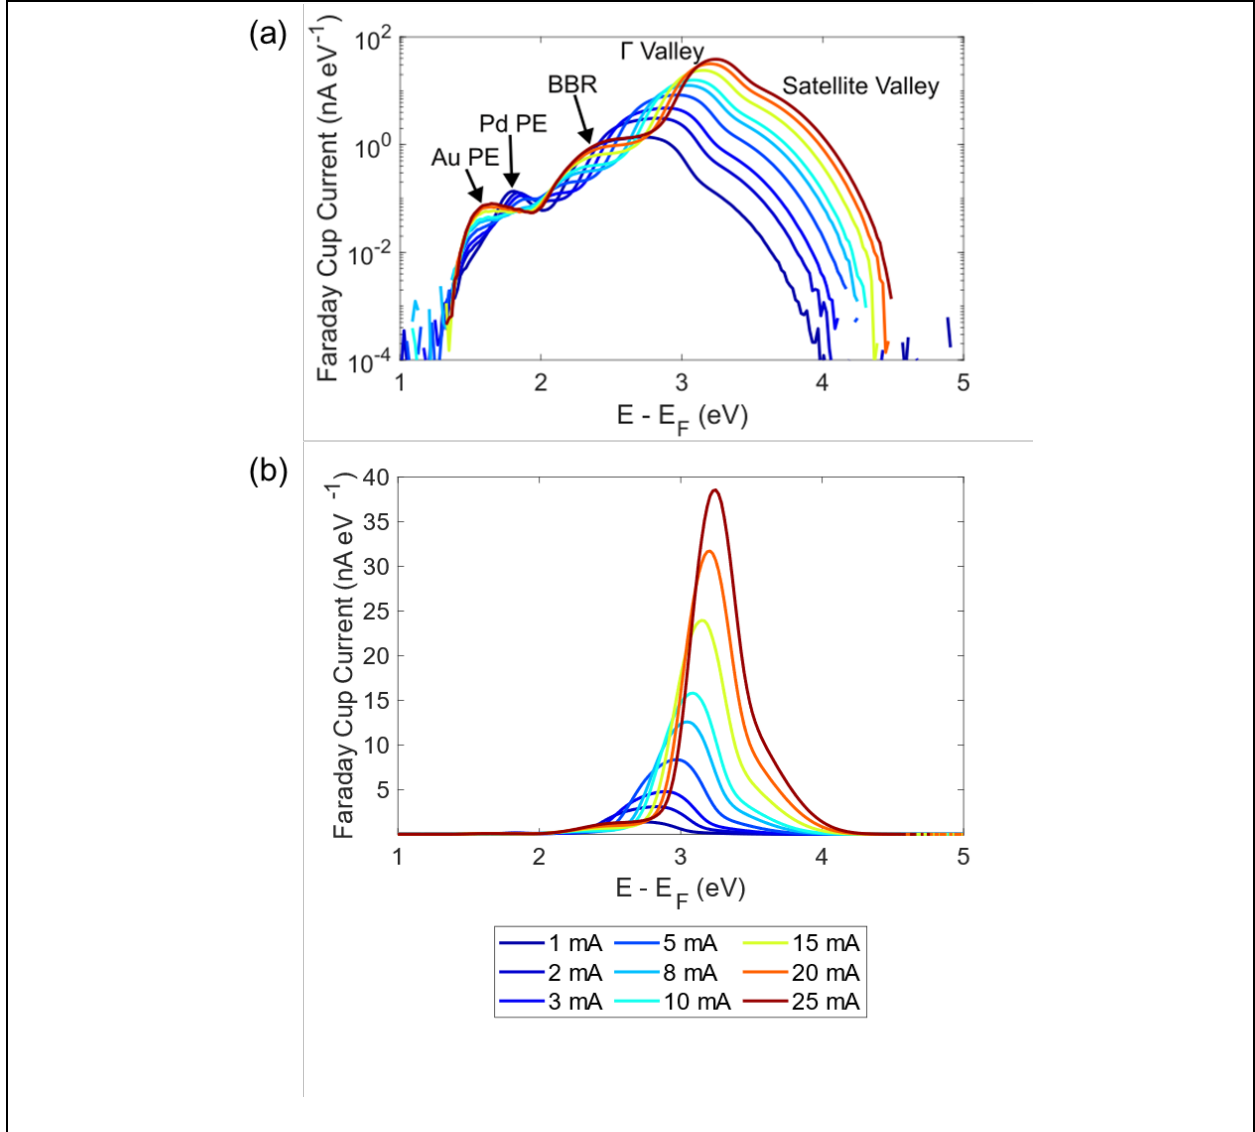 (a)
Faraday Cup Current (nA eV-1)
10^2
10^0
10^-2
10^-4
Γ Valley
BBR
Satellite Valley
Pd PE
Au PE
1 2 3 4 5
E - E_F (eV)
(b)
Faraday Cup Current (nA eV -1)
40
35
30
25
20
15
10
5
1 2 3 4 5
E - E_F (eV)
1 mA 5 mA 15 mA
2 mA 8 mA 20 mA
3 mA 10 mA 25 mA